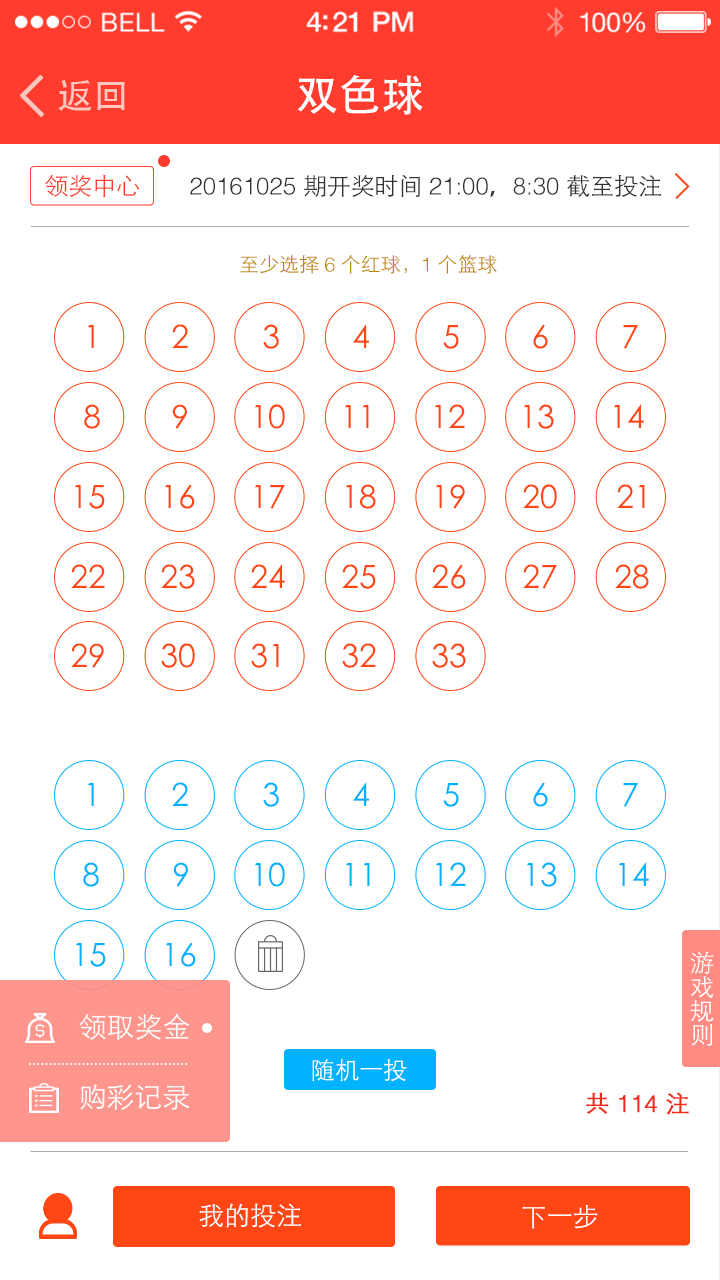 BELL 4:21 PM 100%
返回 双色球
领奖中心 20161025 期开奖时间 21:00，8:30 截至投注
至少选择 6 个红球，1 个篮球
1 2 3 4 5 6 7
8 9 10 11 12 13 14
15 16 17 18 19 20 21
22 23 24 25 26 27 28
29 30 31 32 33
1 2 3 4 5 6 7
8 9 10 11 12 13 14
15 16
游戏规则
领取奖金
随机一投
购彩记录
共 114 注
我的投注 下一步